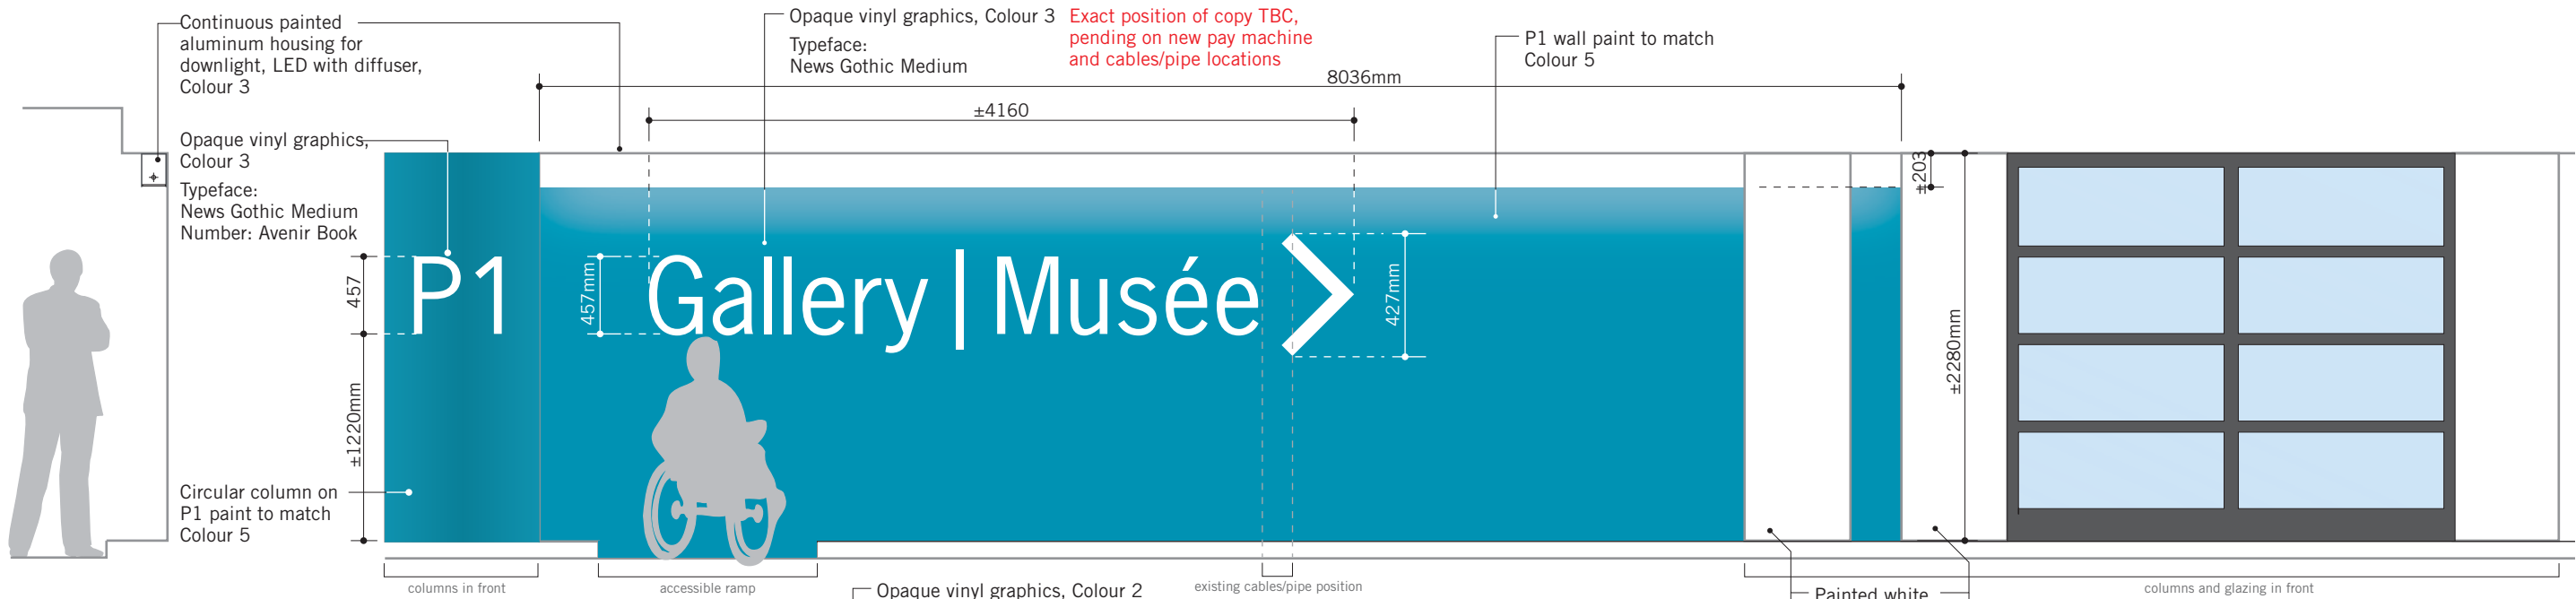 Continuous painted
aluminum housing for
downlight, LED with diffuser,
Colour 3
Opaque vinyl graphics, Colour 3
Typeface:
News Gothic Medium
Exact position of copy TBC,
pending on new pay machine
and cables/pipe locations
P1 wall paint to match
Colour 5
8036mm
±4160
Opaque vinyl graphics,
Colour 3
Typeface:
News Gothic Medium
Number: Avenir Book
±203
457
P1
457mm
Gallery | Musée
427mm
±2280mm
±1220mm
Circular column on
P1 paint to match
Colour 5
columns in front
accessible ramp
existing cables/pipe position
columns and glazing in front
Opaque vinyl graphics, Colour 2
Painted white